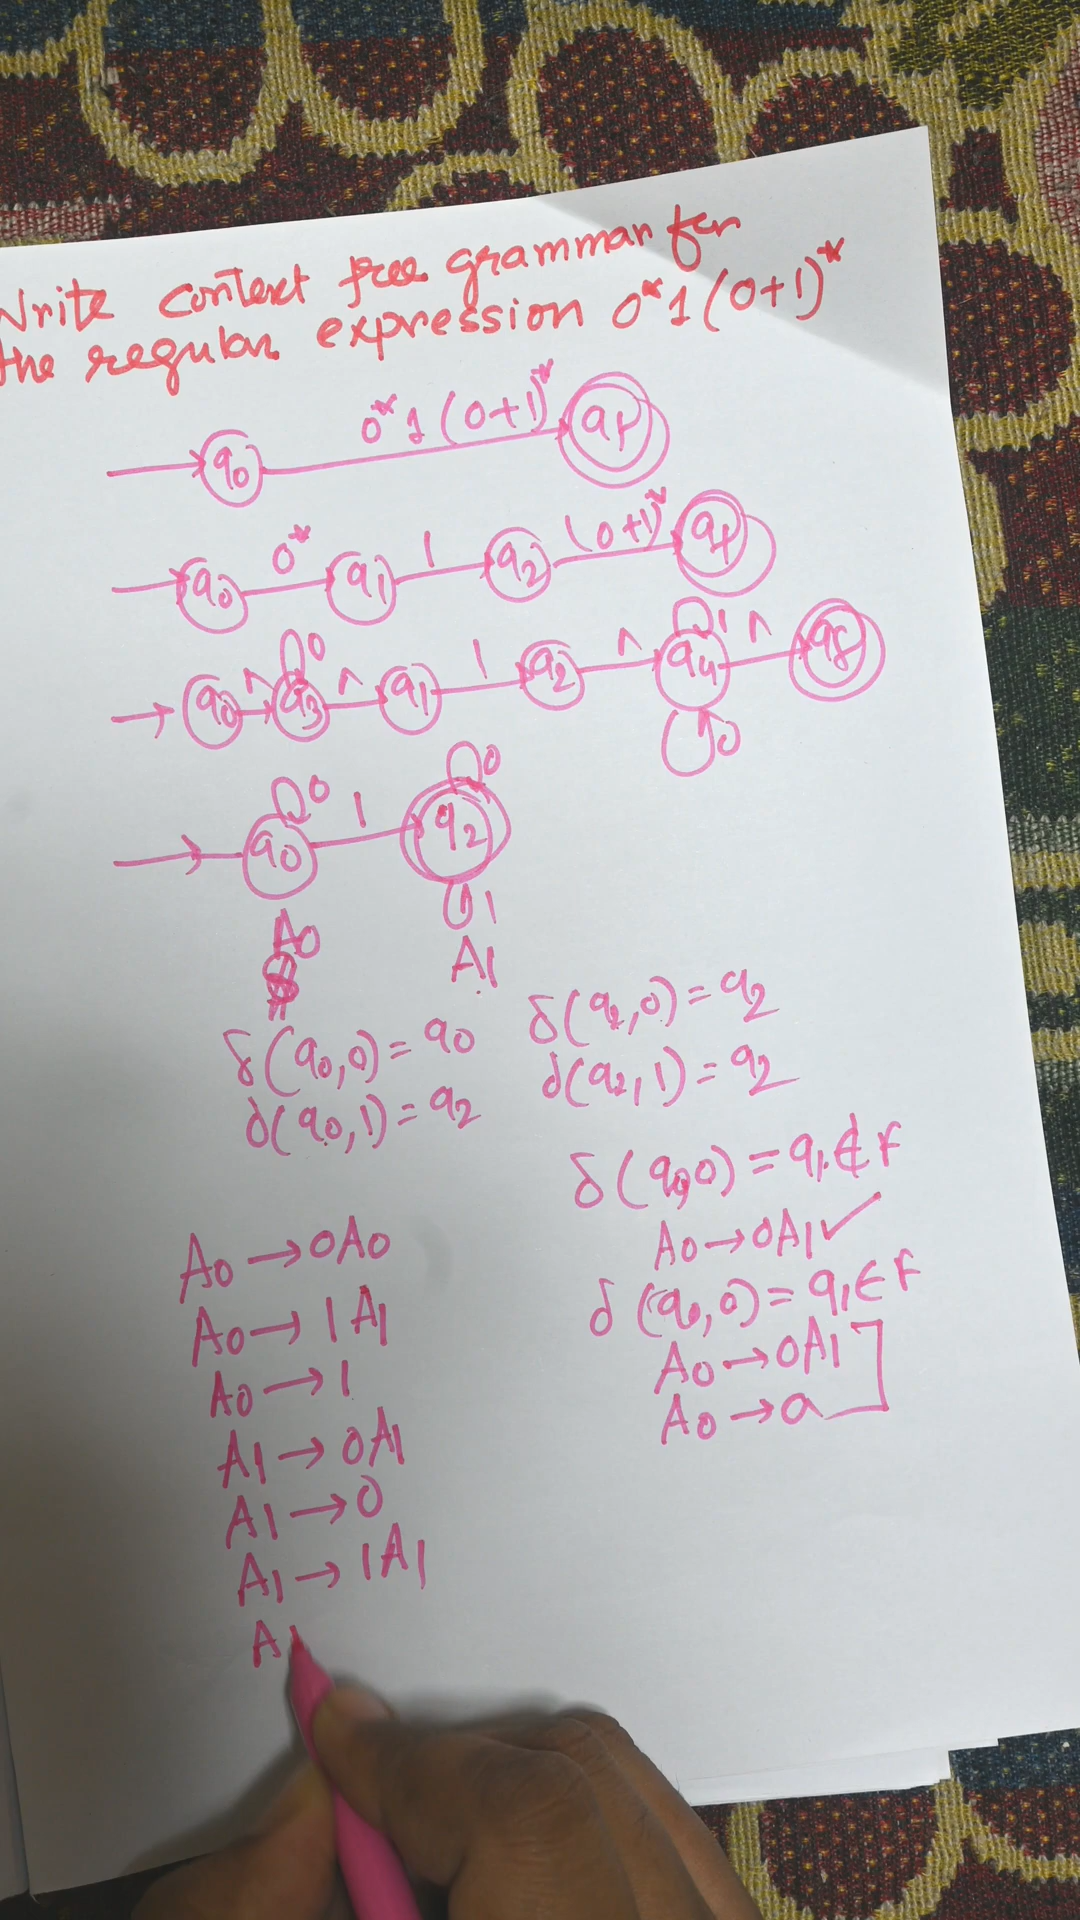 Write context free grammar for
the regular expression 0*1(0+1)*
q0 0*1(0+1)* qf
q0 0* q1 1 q2 (0+1)* qf
q0 ^ q3 0 ^ q1 1 q2 ^ q4 1 0 ^ qf
q0 0 1 q2 0 1
A0 A1
δ(q0,0)=q0 δ(q2,0)=q2
δ(q0,1)=q2 δ(q2,1)=q2
δ(q0,0)=q1∉F
A0→0A1✓
δ(q0,0)=q1∈F
A0→0A1
A0→a
A0→0A0
A0→1A1
A0→1
A1→0A1
A1→0
A1→1A1
A1